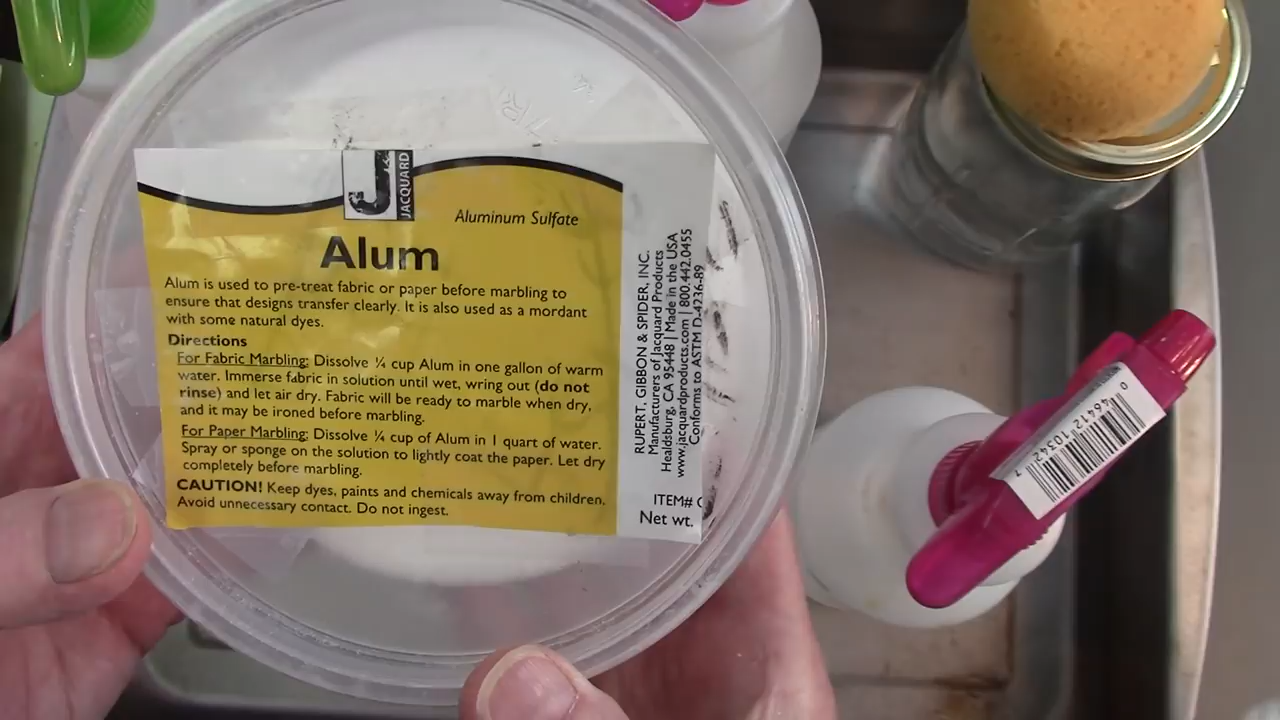 JACQUARD
Aluminum Sulfate
Alum
Alum is used to pre-treat fabric or paper before marbling to
ensure that designs transfer clearly. It is also used as a mordant
with some natural dyes.
Directions
For Fabric Marbling: Dissolve ¼ cup Alum in one gallon of warm
water. Immerse fabric in solution until wet, wring out (do not
rinse) and let air dry. Fabric will be ready to marble when dry,
and it may be ironed before marbling.
For Paper Marbling: Dissolve ¼ cup of Alum in 1 quart of water.
Spray or sponge on the solution to lightly coat the paper. Let dry
completely before marbling.
CAUTION! Keep dyes, paints and chemicals away from children.
Avoid unnecessary contact. Do not ingest.
RUPERT, GIBBON & SPIDER, INC.
Manufacturers of Jacquard Products
Healdsburg, CA 95448 | Made in the USA
www.jacquardproducts.com | 800.442.0455
Conforms to ASTM D-4236-89
ITEM#
Net wt.
0 46412 10342 7